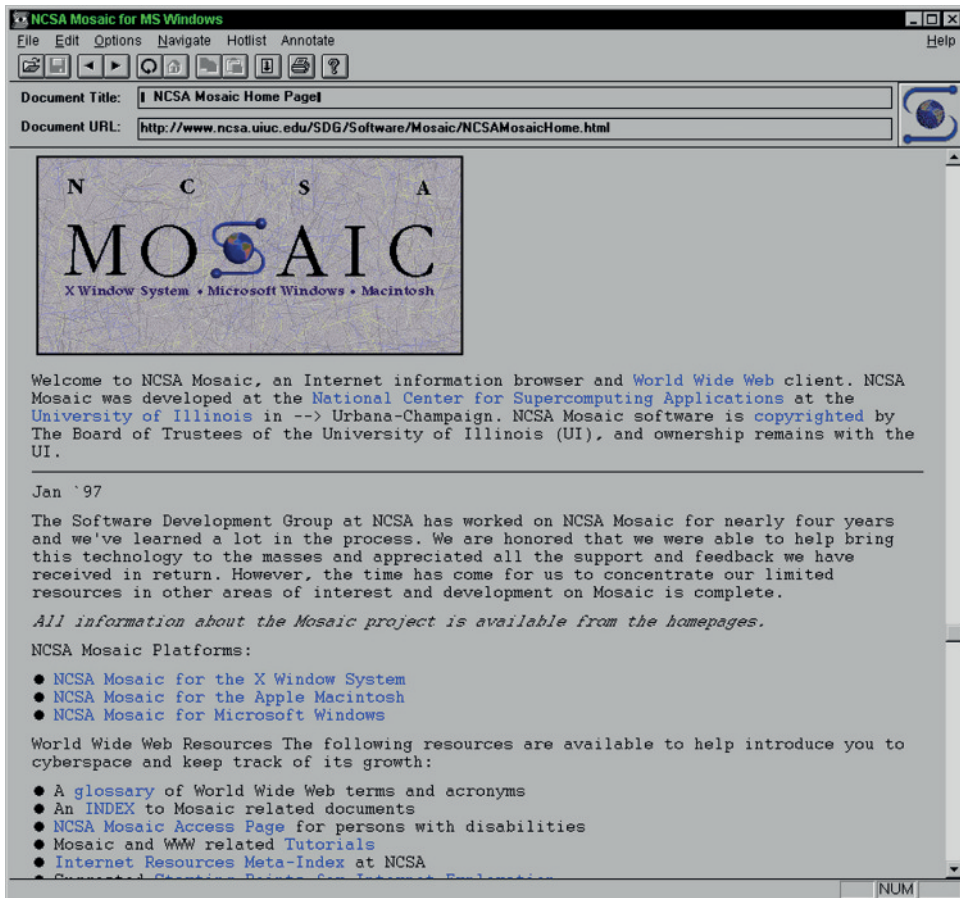 NCSA Mosaic for MS Windows
File Edit Options Navigate Hotlist Annotate Help
Document Title: NCSA Mosaic Home Page
Document URL: http://www.ncsa.uiuc.edu/SDG/Software/Mosaic/NCSAMosaicHome.html
N C S A
MOSAIC
X Window System • Microsoft Windows • Macintosh
Welcome to NCSA Mosaic, an Internet information browser and World Wide Web client. NCSA
Mosaic was developed at the National Center for Supercomputing Applications at the
University of Illinois in --> Urbana-Champaign. NCSA Mosaic software is copyrighted by
The Board of Trustees of the University of Illinois (UI), and ownership remains with the
UI.
Jan `97
The Software Development Group at NCSA has worked on NCSA Mosaic for nearly four years
and we've learned a lot in the process. We are honored that we were able to help bring
this technology to the masses and appreciated all the support and feedback we have
received in return. However, the time has come for us to concentrate our limited
resources in other areas of interest and development on Mosaic is complete.
All information about the Mosaic project is available from the homepages.
NCSA Mosaic Platforms:
● NCSA Mosaic for the X Window System
● NCSA Mosaic for the Apple Macintosh
● NCSA Mosaic for Microsoft Windows
World Wide Web Resources The following resources are available to help introduce you to
cyberspace and keep track of its growth:
● A glossary of World Wide Web terms and acronyms
● An INDEX to Mosaic related documents
● NCSA Mosaic Access Page for persons with disabilities
● Mosaic and WWW related Tutorials
● Internet Resources Meta-Index at NCSA
● Suggested Starting Points for Internet Exploration
NUM